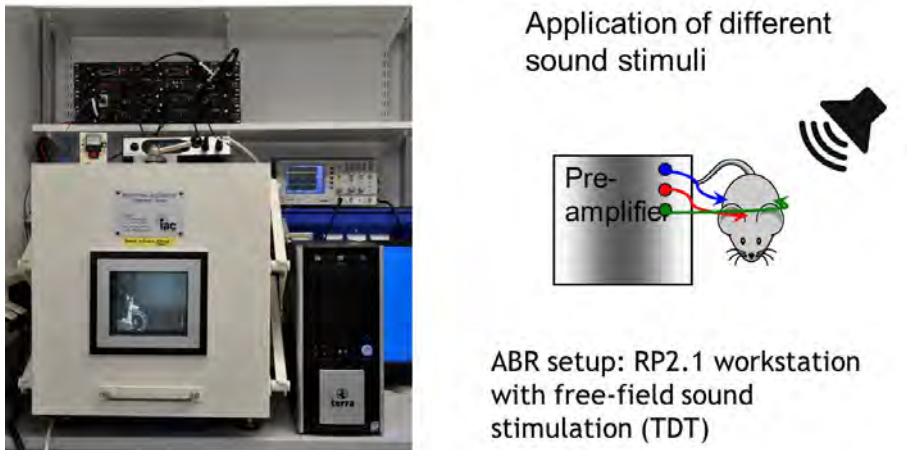 iac
terra
Application of different
sound stimuli
Pre-
amplifier
ABR setup: RP2.1 workstation
with free-field sound
stimulation (TDT)